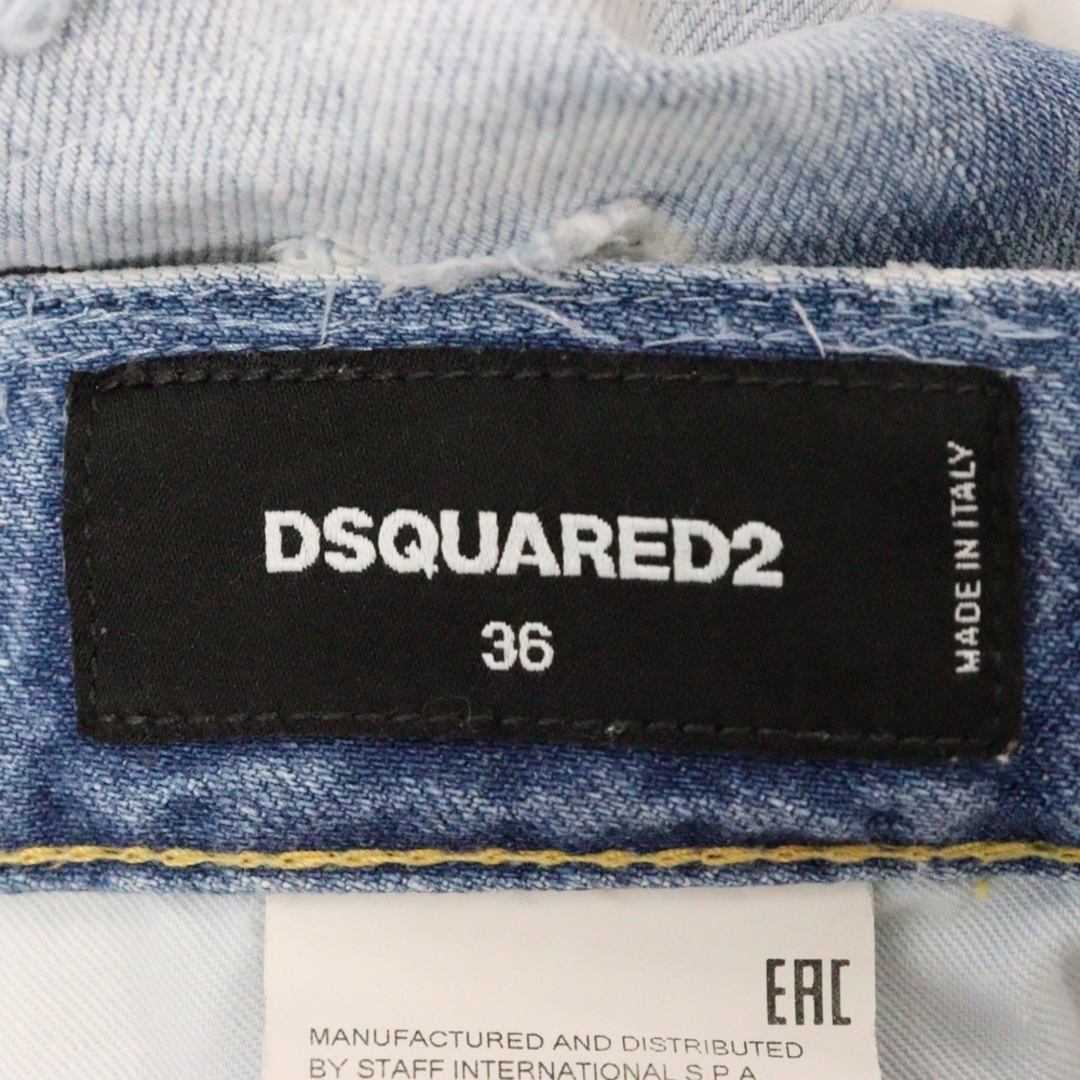 DSQUARED2
36
MADE IN ITALY
EAC
MANUFACTURED AND DISTRIBUTED
BY STAFF INTERNATIONAL S.P.A